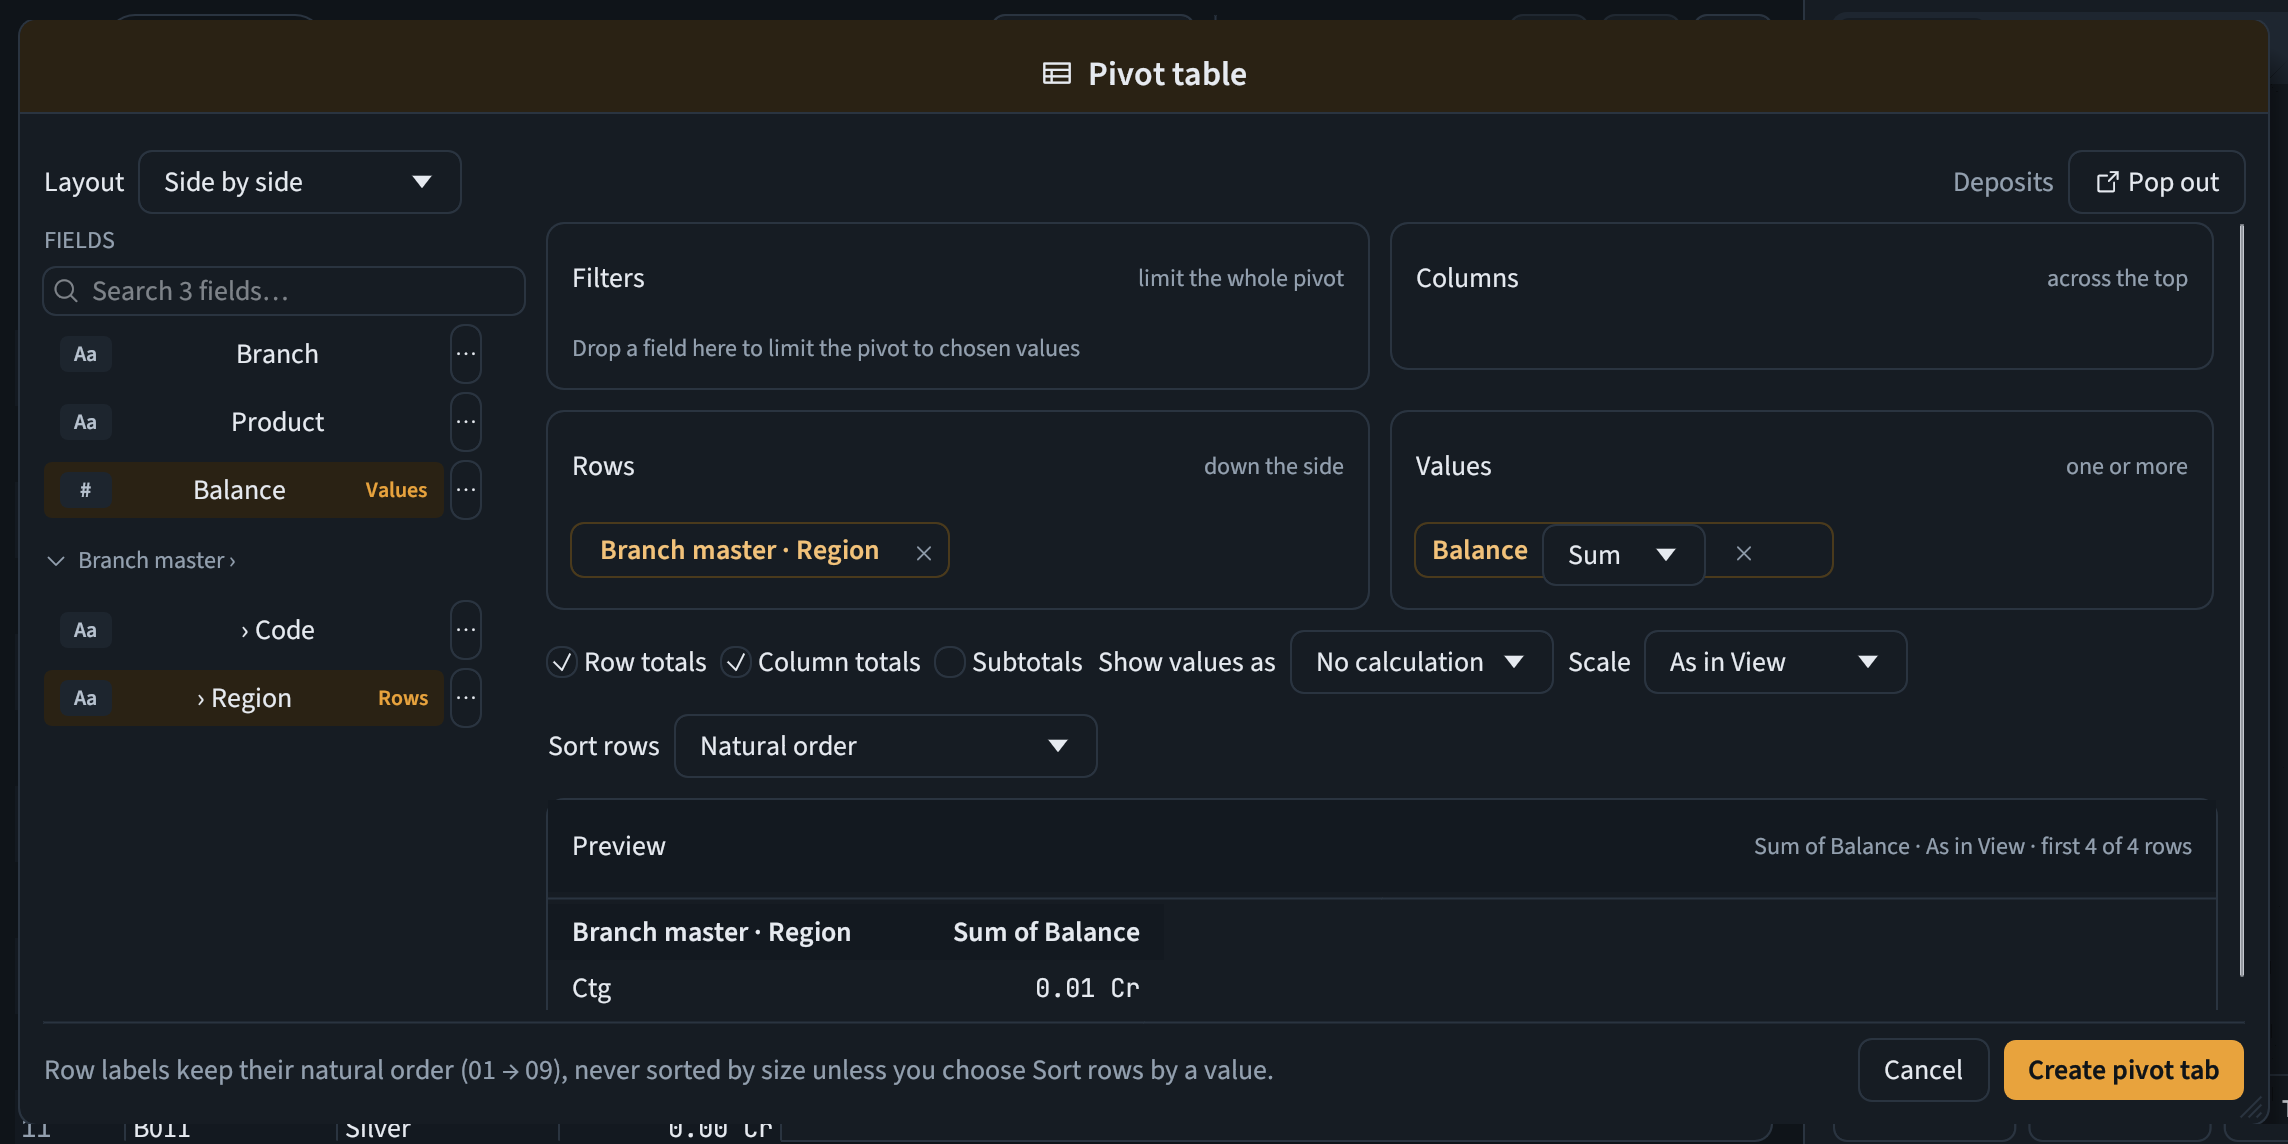 Pivot table
Layout Side by side Deposits Pop out
FIELDS
Search 3 fields…
Aa Branch ...
Aa Product ...
# Balance Values ...
Branch master ›
Aa › Code ...
Aa › Region Rows ...
Filters limit the whole pivot
Drop a field here to limit the pivot to chosen values
Columns across the top
Rows down the side
Branch master · Region ×
Values one or more
Balance Sum ×
Row totals Column totals Subtotals Show values as No calculation Scale As in View
Sort rows Natural order
Preview Sum of Balance · As in View · first 4 of 4 rows
Branch master · Region Sum of Balance
Ctg 0.01 Cr
Row labels keep their natural order (01 → 09), never sorted by size unless you choose Sort rows by a value.
Cancel Create pivot tab
11 B011 Silver 0.00 Cr